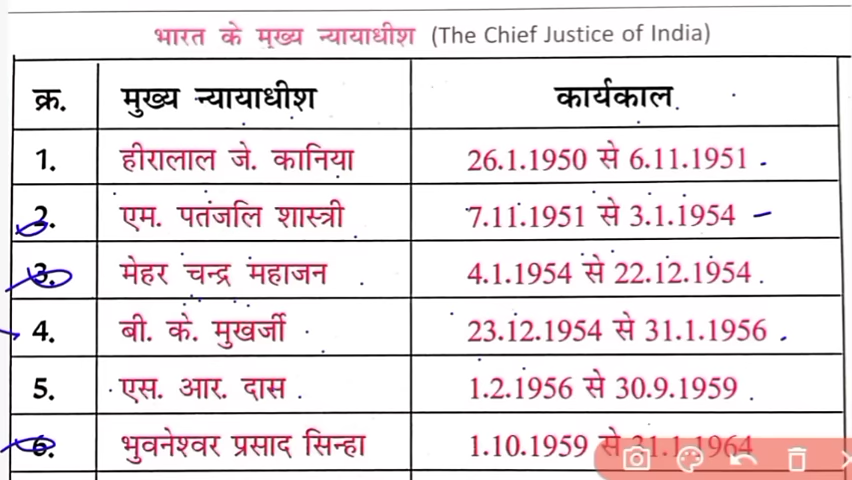 भारत के मुख्य न्यायाधीश (The Chief Justice of India)
क्र. मुख्य न्यायाधीश कार्यकाल
1. हीरालाल जे. कानिया 26.1.1950 से 6.11.1951
2. एम. पतंजलि शास्त्री 7.11.1951 से 3.1.1954
3. मेहर चन्द्र महाजन 4.1.1954 से 22.12.1954
4. बी. के. मुखर्जी 23.12.1954 से 31.1.1956
5. एस. आर. दास 1.2.1956 से 30.9.1959
6. भुवनेश्वर प्रसाद सिन्हा 1.10.1959 से 31.1.1964